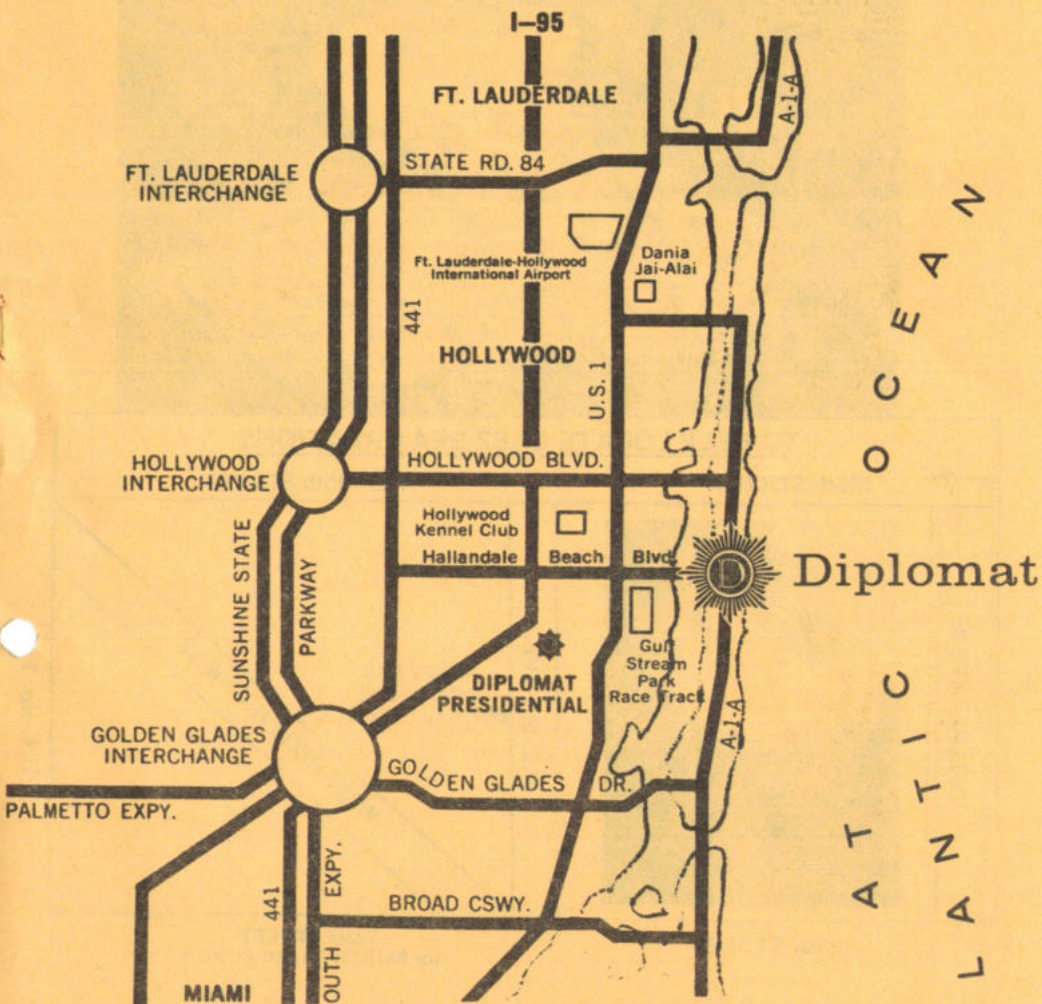 I-95
FT. LAUDERDALE
A-1-A
STATE RD. 84
FT. LAUDERDALE
INTERCHANGE
Dania
Jai-Alai
Ft. Lauderdale-Hollywood
International Airport
441
HOLLYWOOD
U.S. 1
ATLANTIC OCEAN
HOLLYWOOD BLVD.
HOLLYWOOD
INTERCHANGE
Hollywood
Kennel Club
Hallandale Beach Blvd.
D
Diplomat
SUNSHINE STATE
PARKWAY
Gulf
Stream
Park
Race Track
DIPLOMAT
PRESIDENTIAL
A-1-A
GOLDEN GLADES
INTERCHANGE
GOLDEN GLADES DR.
PALMETTO EXPY.
441
OUTH EXPY.
BROAD CSWY.
MIAMI